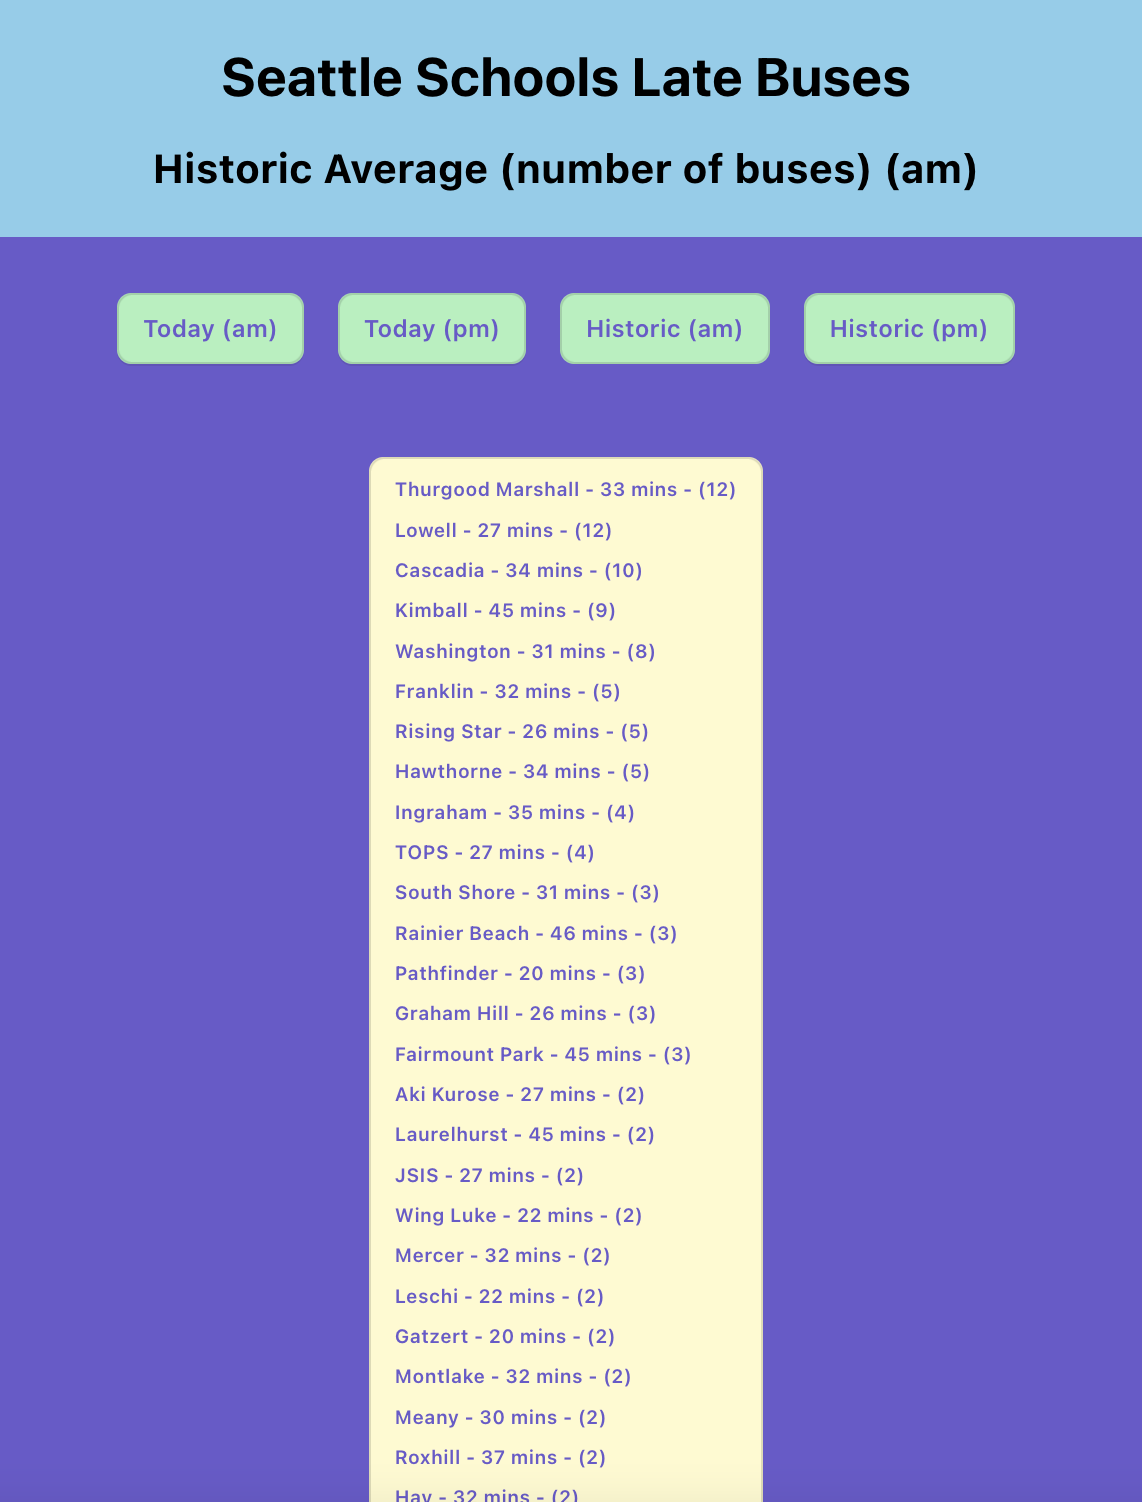 Seattle Schools Late Buses
Historic Average (number of buses) (am)
Today (am)
Today (pm)
Historic (am)
Historic (pm)
Thurgood Marshall - 33 mins - (12)
Lowell - 27 mins - (12)
Cascadia - 34 mins - (10)
Kimball - 45 mins - (9)
Washington - 31 mins - (8)
Franklin - 32 mins - (5)
Rising Star - 26 mins - (5)
Hawthorne - 34 mins - (5)
Ingraham - 35 mins - (4)
TOPS - 27 mins - (4)
South Shore - 31 mins - (3)
Rainier Beach - 46 mins - (3)
Pathfinder - 20 mins - (3)
Graham Hill - 26 mins - (3)
Fairmount Park - 45 mins - (3)
Aki Kurose - 27 mins - (2)
Laurelhurst - 45 mins - (2)
JSIS - 27 mins - (2)
Wing Luke - 22 mins - (2)
Mercer - 32 mins - (2)
Leschi - 22 mins - (2)
Gatzert - 20 mins - (2)
Montlake - 32 mins - (2)
Meany - 30 mins - (2)
Roxhill - 37 mins - (2)
Hay - 32 mins - (2)